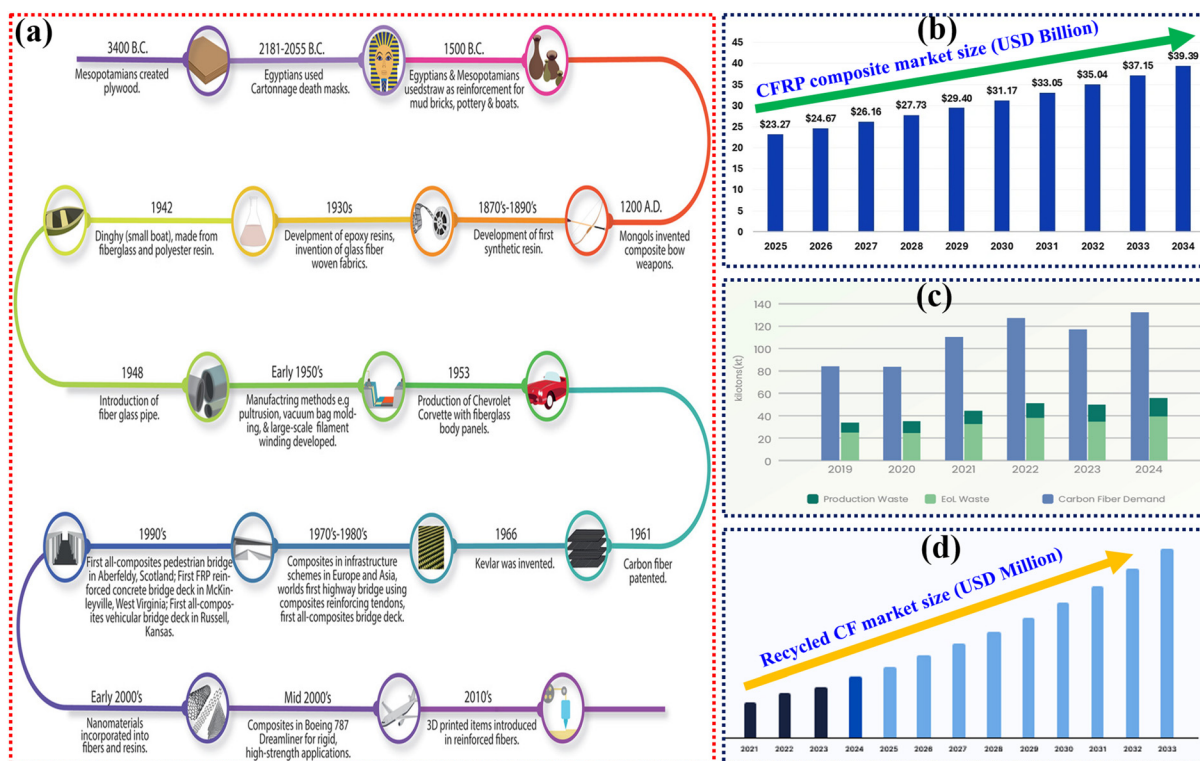 (a)
3400 B.C.
Mesopotamians created
plywood.
2181-2055 B.C.
Egyptians used
Cartonnage death masks.
1500 B.C.
Egyptians & Mesopotamians
usedstraw as reinforcement for
mud bricks, pottery & boats.
1942
Dinghy (small boat), made from
fiberglass and polyester resin.
1930s
Develpment of epoxy resins,
invention of glass fiber
woven fabrics.
1870's-1890's
Development of first
synthetic resin.
1200 A.D.
Mongols invented
composite bow
weapons.
1948
Introduction of
fiber glass pipe.
Early 1950's
Manufactring methods e.g
pultrusion, vacuum bag mold-
ing, & large-scale filament
winding developed.
1953
Production of Chevrolet
Corvette with fiberglass
body panels.
1990's
First all-composites pedestrian bridge
in Aberfeldy, Scotland; First FRP rein-
forced concrete bridge deck in McKin-
leyville, West Virginia; First all-compos-
ites vehicular bridge deck in Russell,
Kansas.
1970's-1980's
Composites in infrastructure
schemes in Europe and Asia,
worlds first highway bridge using
composites reinforcing tendons,
first all-composites bridge deck.
1966
Kevlar was invented.
1961
Carbon fiber
patented.
Early 2000's
Nanomaterials
incorporated into
fibers and resins.
Mid 2000's
Composites in Boeing 787
Dreamliner for rigid,
high-strength applications.
2010's
3D printed items introduced
in reinforced fibers.
(b)
CFRP composite market size (USD Billion)
45
40
35
30
25
20
15
10
5
0
$23.27
$24.67
$26.16
$27.73
$29.40
$31.17
$33.05
$35.04
$37.15
$39.39
2025 2026 2027 2028 2029 2030 2031 2032 2033 2034
(c)
kilotons(kt)
140
120
100
80
60
40
20
0
2019 2020 2021 2022 2023 2024
Production Waste EoL Waste Carbon Fiber Demand
(d)
Recycled CF market size (USD Million)
2021 2022 2023 2024 2025 2026 2027 2028 2029 2030 2031 2032 2033